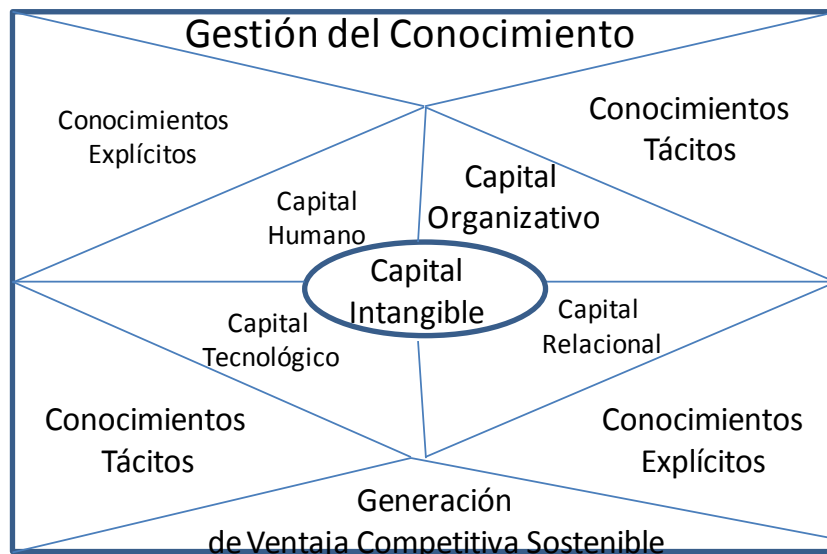 Gestión del Conocimiento
Conocimientos
Explícitos
Conocimientos
Tácitos
Capital
Humano
Capital
Organizativo
Capital
Intangible
Capital
Tecnológico
Capital
Relacional
Conocimientos
Tácitos
Conocimientos
Explícitos
Generación
de Ventaja Competitiva Sostenible